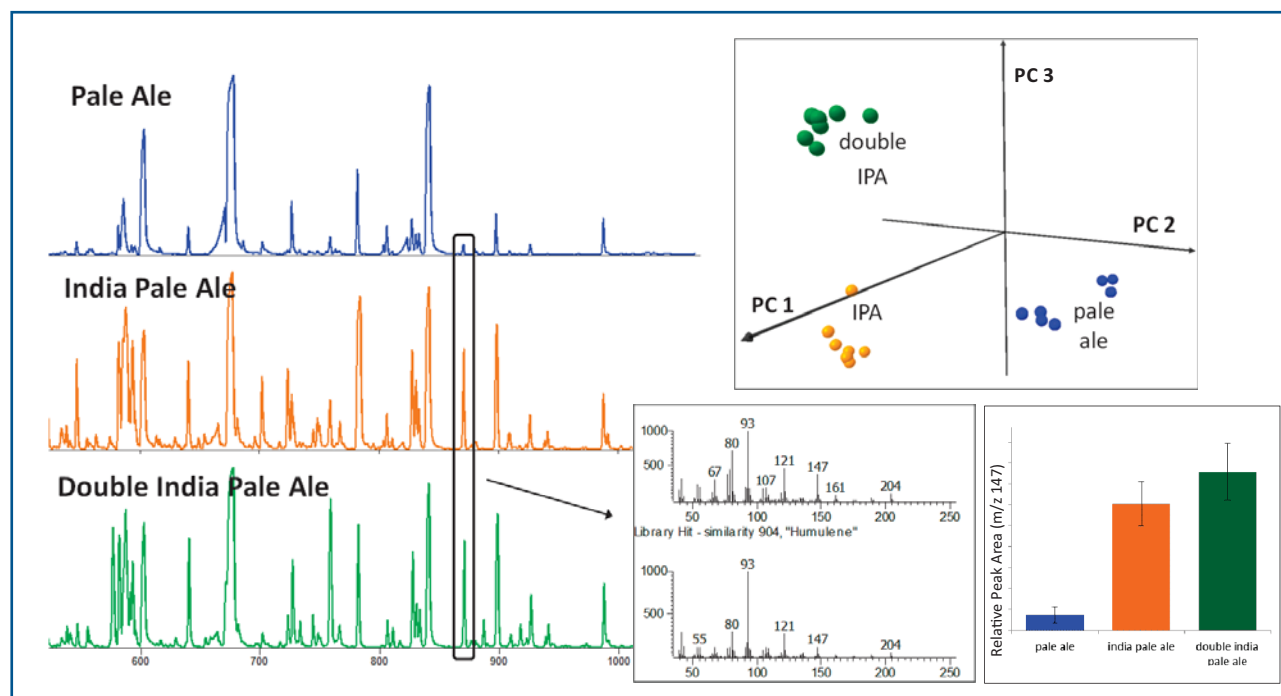 Pale Ale
India Pale Ale
Double India Pale Ale
600
700
800
900
1000
PC 3
double
IPA
PC 2
PC 1
IPA
pale
ale
1000
500
67
80
93
107
121
147
161
204
50
100
150
200
250
Library Hit - similarity 904, "Humulene"
1000
500
55
80
93
121
147
204
50
100
150
200
250
Relative Peak Area (m/z 147)
pale ale
india pale ale
double india
pale ale